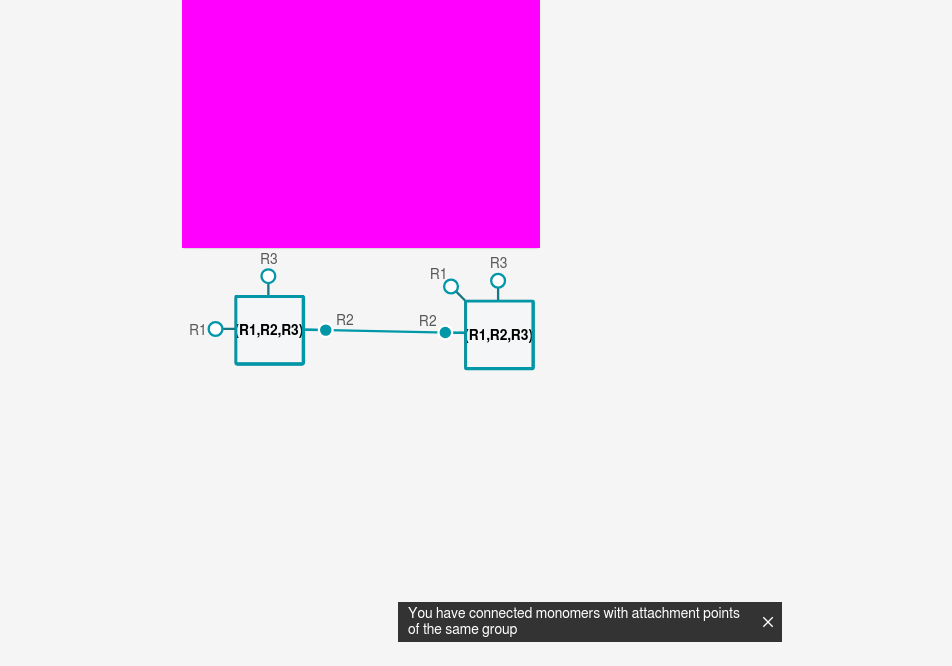 R3
R1
R3
R1
(R1,R2,R3)
R2
R2
(R1,R2,R3)
You have connected monomers with attachment points
of the same group